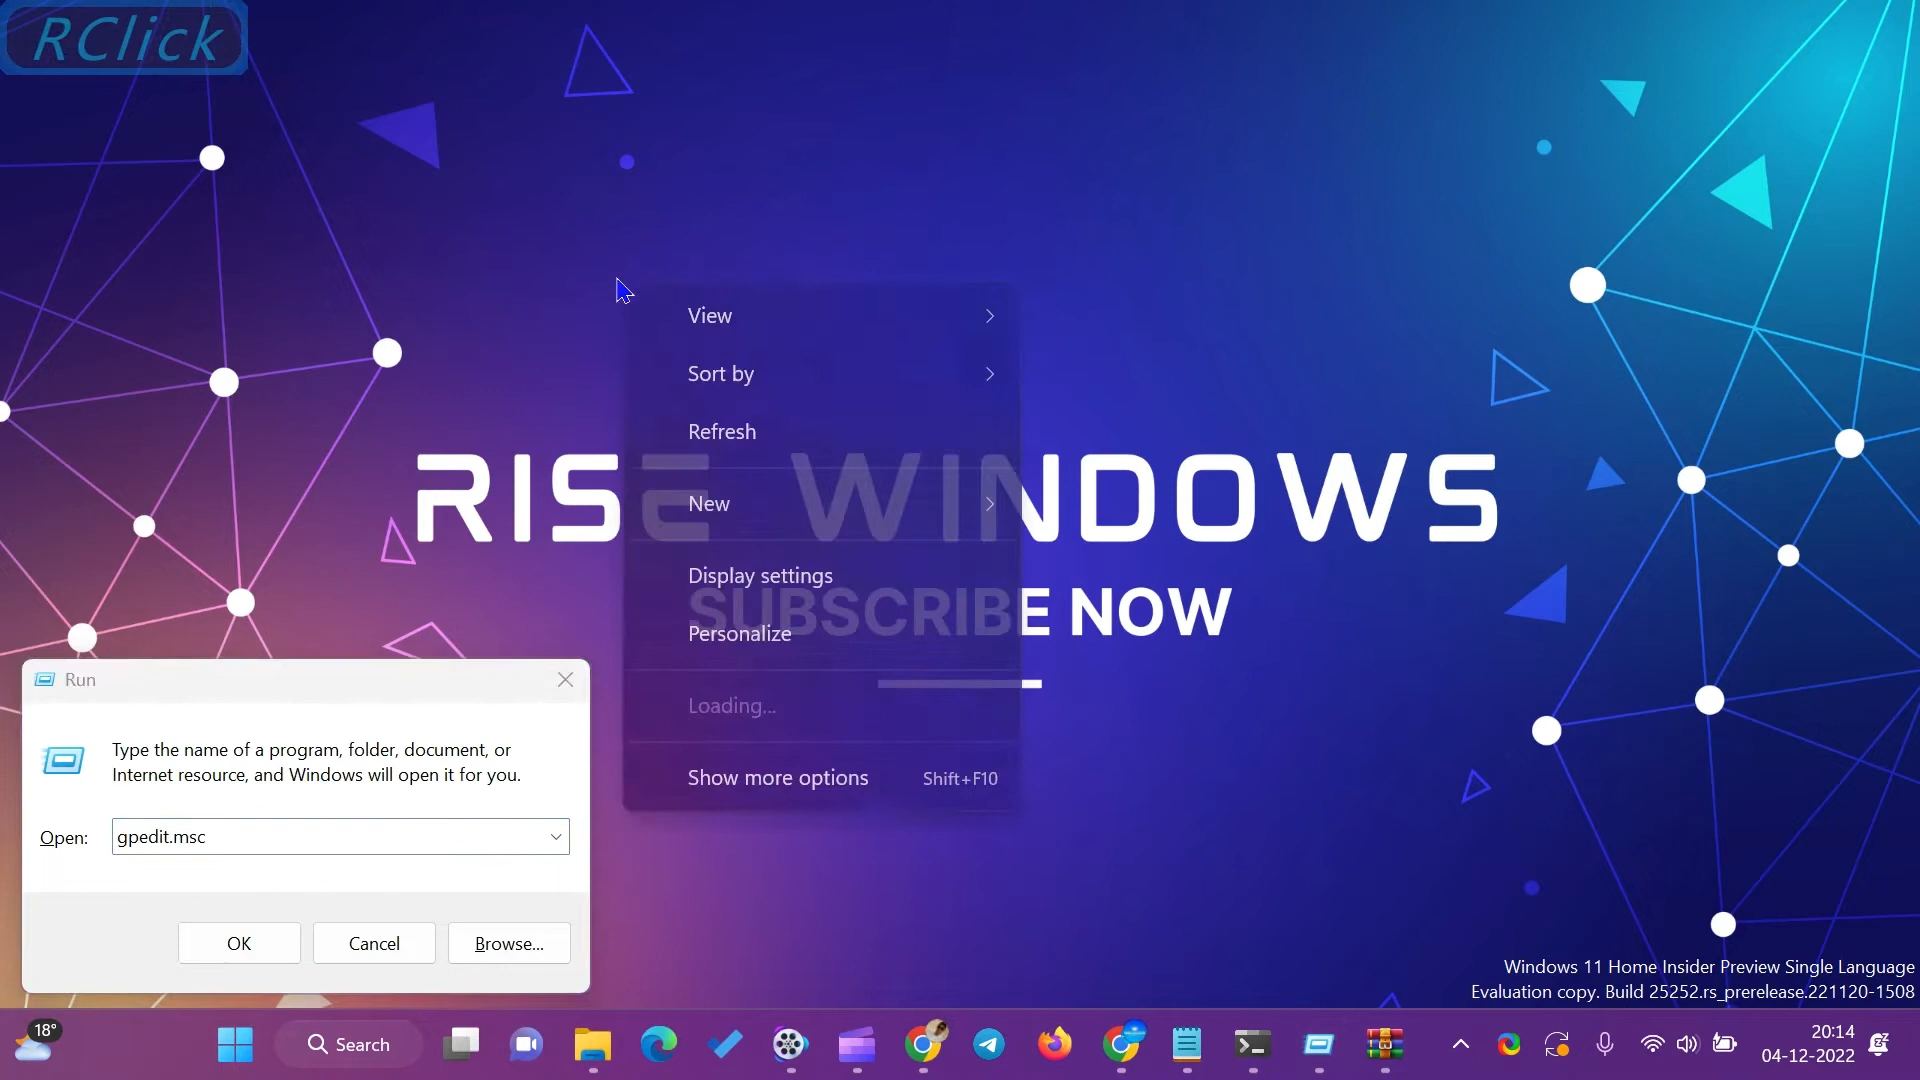 RClick
View
Sort by
Refresh
RISE WINDOWS
New
Display settings
SUBSCRIBE NOW
Personalize
Loading...
Show more options Shift+F10
Run
Type the name of a program, folder, document, or
Internet resource, and Windows will open it for you.
Open: gpedit.msc
OK Cancel Browse...
Windows 11 Home Insider Preview Single Language
Evaluation copy. Build 25252.rs_prerelease.221120-1508
18°
Search
20:14
04-12-2022